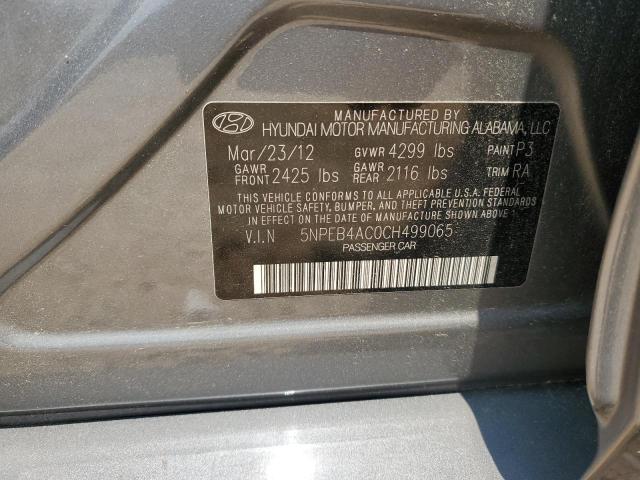 MANUFACTURED BY
HYUNDAI MOTOR MANUFACTURING ALABAMA, LLC
Mar/23/12 GVWR 4299 lbs PAINT P3
GAWR FRONT 2425 lbs GAWR REAR 2116 lbs TRIM RA
THIS VEHICLE CONFORMS TO ALL APPLICABLE U.S.A. FEDERAL
MOTOR VEHICLE SAFETY, BUMPER, AND THEFT PREVENTION STANDARDS
IN EFFECT ON THE DATE OF MANUFACTURE SHOWN ABOVE
V.I.N 5NPEB4AC0CH499065
PASSENGER CAR